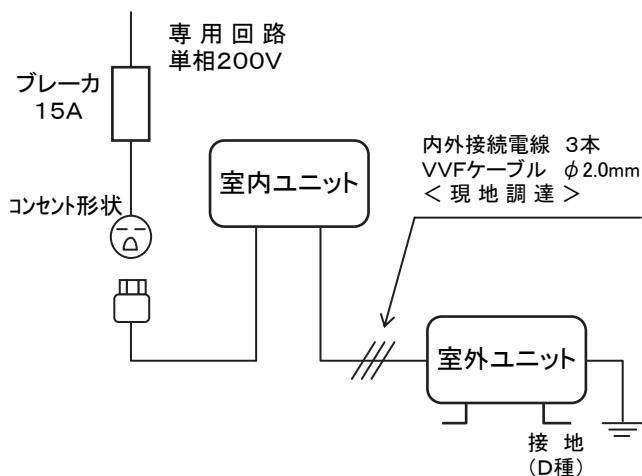 専用回路
単相200V
ブレーカ
15A
コンセント形状
室内ユニット
内外接続電線 3本
VVFケーブル φ2.0mm
＜現地調達＞
室外ユニット
接地
(D種)